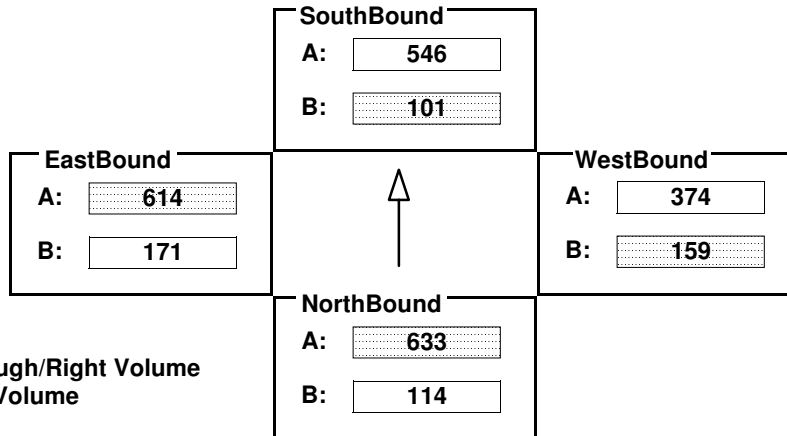 SouthBound
A: 546
B: 101
EastBound
A: 614
B: 171
WestBound
A: 374
B: 159
NorthBound
A: 633
B: 114
ugh/Right Volume
Volume